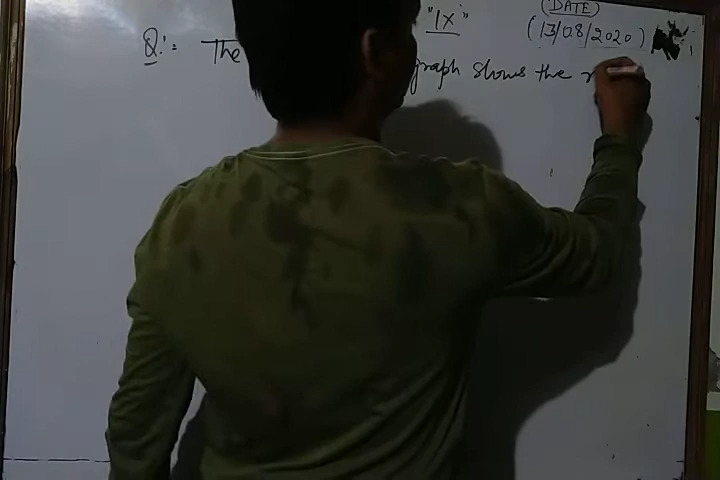 "IX"
(DATE)
(13/08/2020)
Q:= The graph shows the